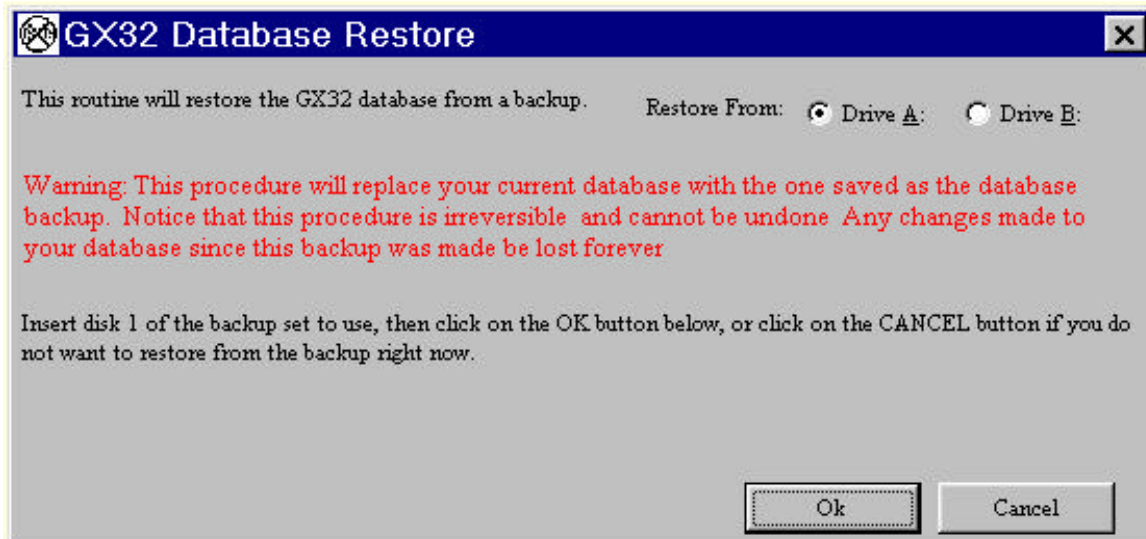 GX32 Database Restore
This routine will restore the GX32 database from a backup. Restore From: Drive A: Drive B:
Warning: This procedure will replace your current database with the one saved as the database
backup. Notice that this procedure is irreversible and cannot be undone Any changes made to
your database since this backup was made be lost forever
Insert disk 1 of the backup set to use, then click on the OK button below, or click on the CANCEL button if you do
not want to restore from the backup right now.
Ok Cancel